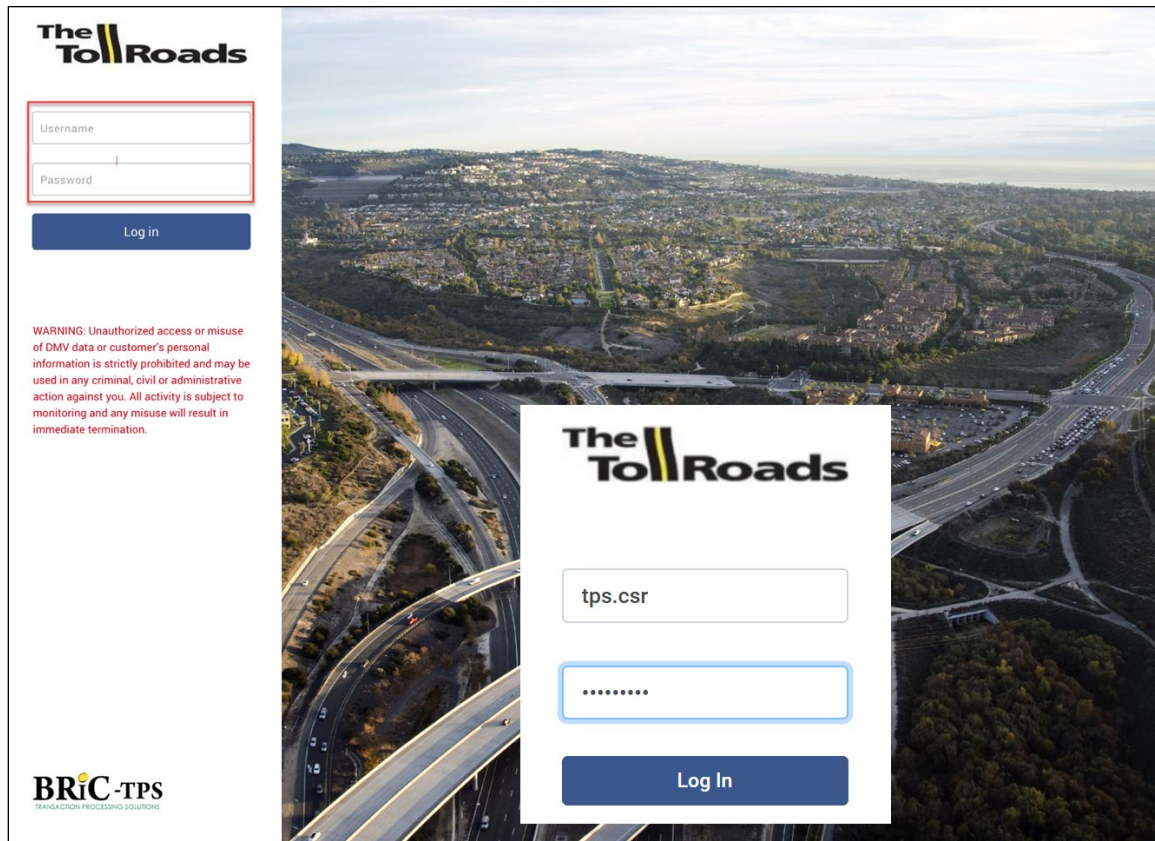 The Toll Roads
Username
Password
Log in
WARNING: Unauthorized access or misuse
of DMV data or customer's personal
information is strictly prohibited and may be
used in any criminal, civil or administrative
action against you. All activity is subject to
monitoring and any misuse will result in
immediate termination.
BRiC-TPS
TRANSACTION PROCESSING SOLUTIONS
The Toll Roads
tps.csr
•••••••••
Log In